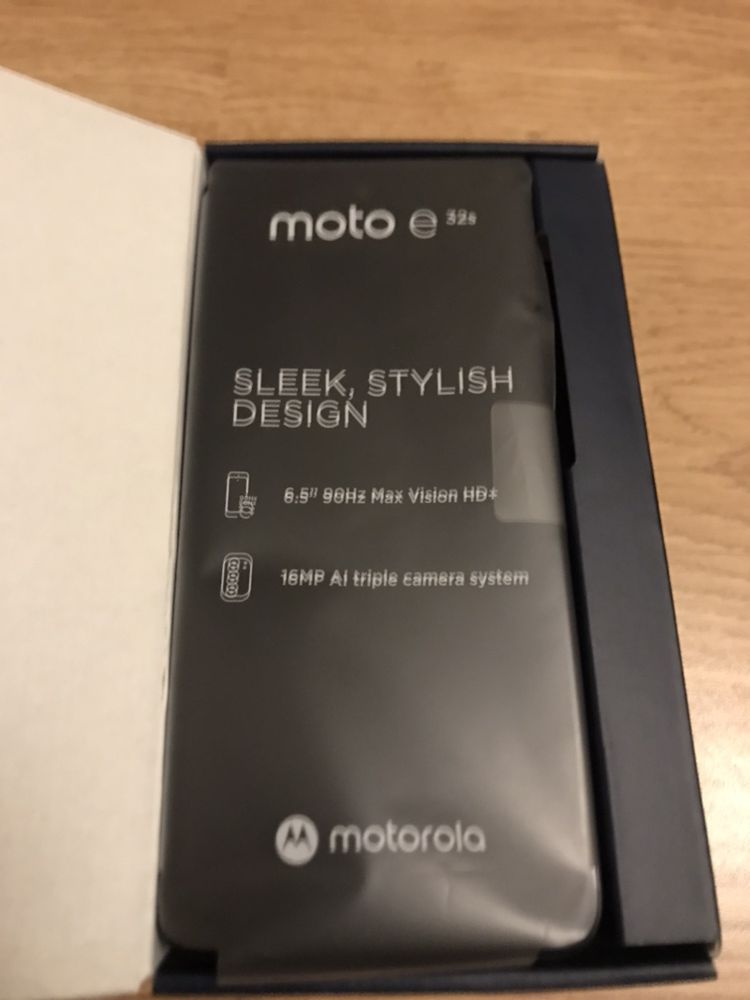 moto e 32s
SLEEK, STYLISH
DESIGN
6.5" 90Hz Max Vision HD+
16MP AI triple camera system
motorola